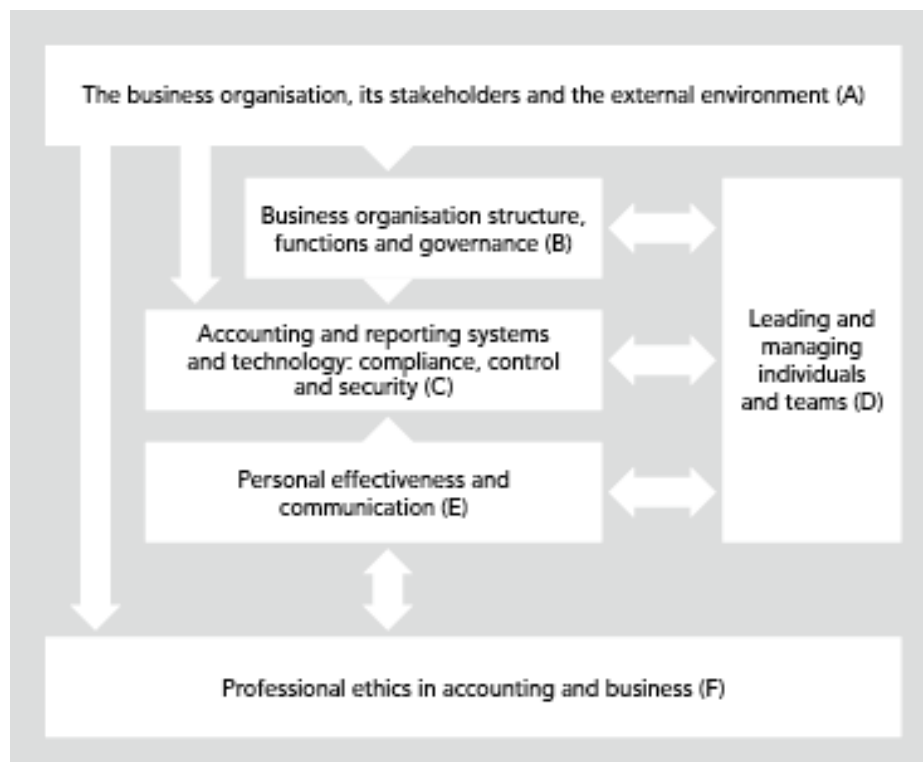 The business organisation, its stakeholders and the external environment (A)
Business organisation structure,
functions and governance (B)
Accounting and reporting systems
and technology: compliance, control
and security (C)
Leading and
managing
individuals
and teams (D)
Personal effectiveness and
communication (E)
Professional ethics in accounting and business (F)